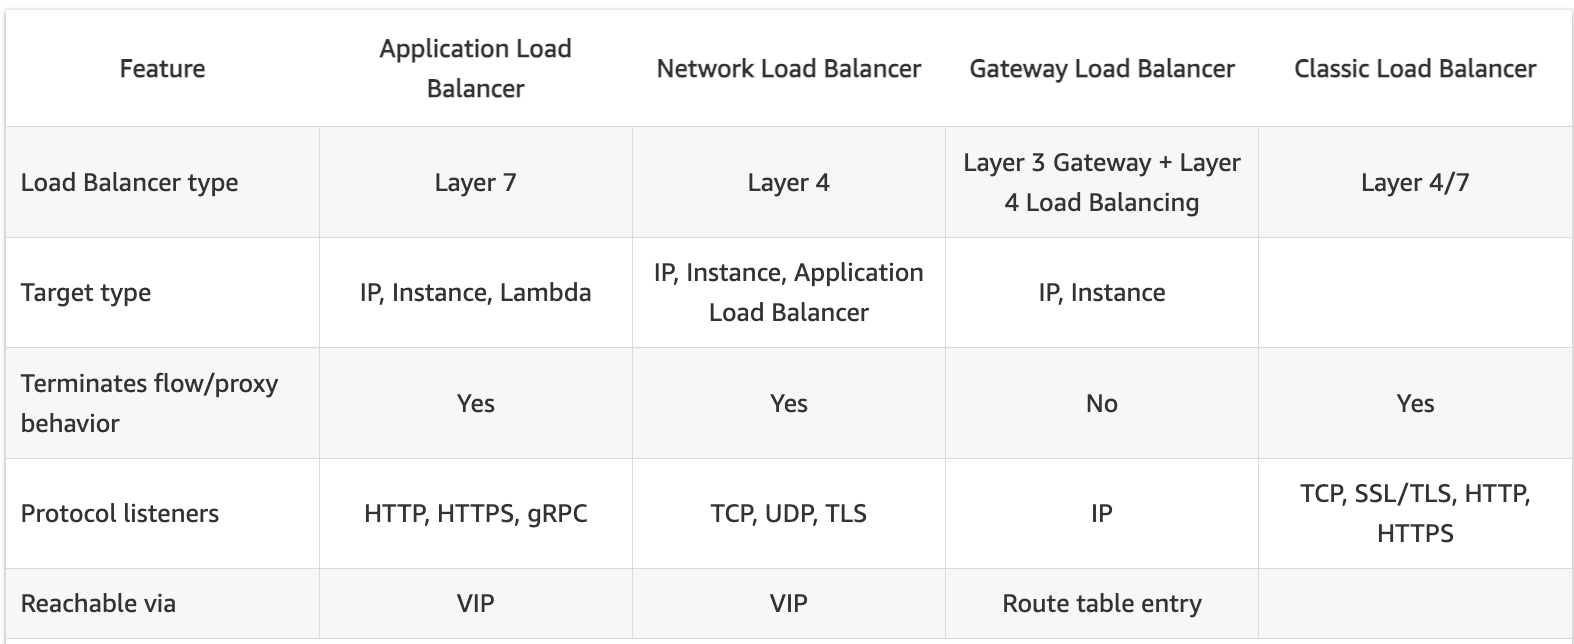 Feature
Application Load
Balancer
Network Load Balancer
Gateway Load Balancer
Classic Load Balancer
Load Balancer type
Layer 7
Layer 4
Layer 3 Gateway + Layer
4 Load Balancing
Layer 4/7
Target type
IP, Instance, Lambda
IP, Instance, Application
Load Balancer
IP, Instance
Terminates flow/proxy
behavior
Yes
Yes
No
Yes
Protocol listeners
HTTP, HTTPS, gRPC
TCP, UDP, TLS
IP
TCP, SSL/TLS, HTTP,
HTTPS
Reachable via
VIP
VIP
Route table entry